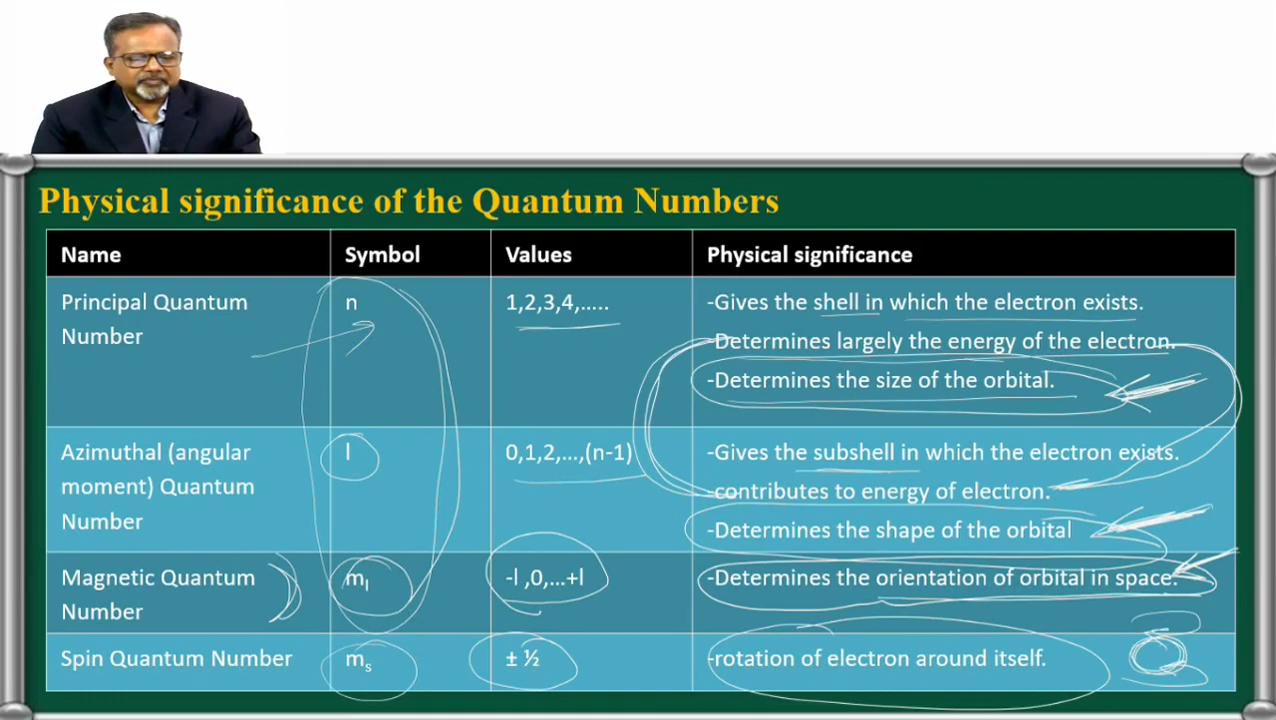 Physical significance of the Quantum Numbers
Name Symbol Values Physical significance
Principal Quantum n 1,2,3,4,..... -Gives the shell in which the electron exists.
Number -Determines largely the energy of the electron.
-Determines the size of the orbital.
Azimuthal (angular l 0,1,2,...,(n-1) -Gives the subshell in which the electron exists.
moment) Quantum -contributes to energy of electron.
Number -Determines the shape of the orbital
Magnetic Quantum mₗ -l ,0,...+l -Determines the orientation of orbital in space.
Number
Spin Quantum Number mₛ ± ½ -rotation of electron around itself.